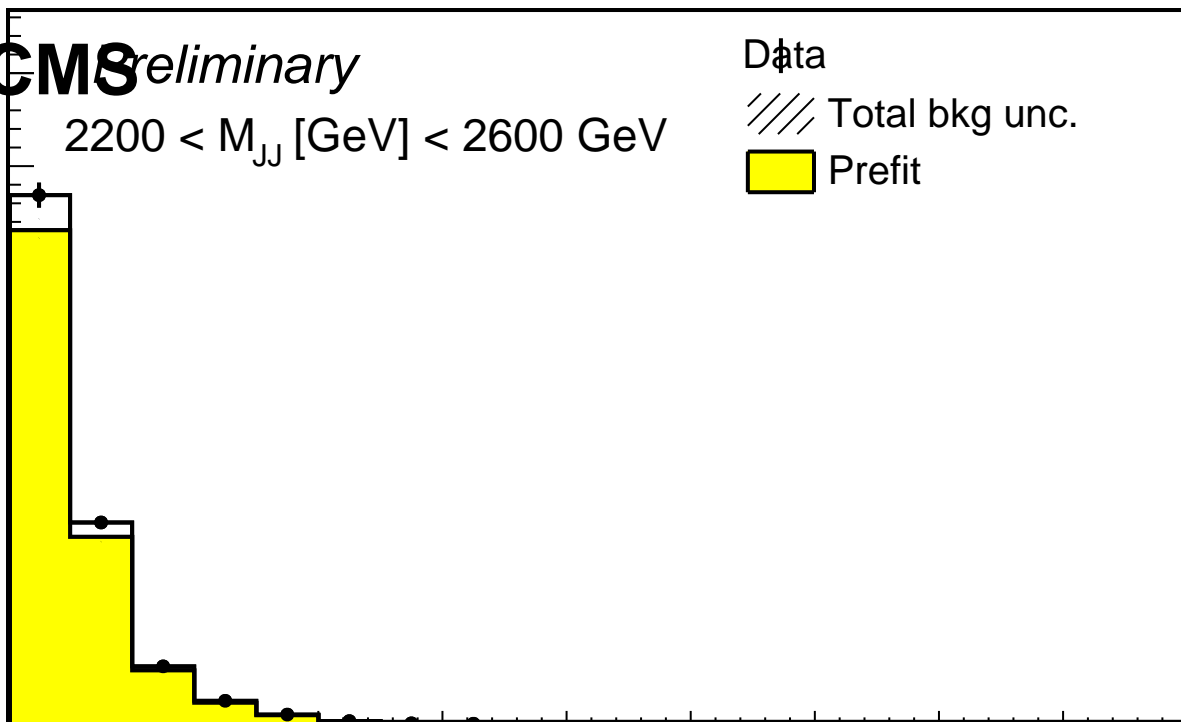 CMS Preliminary
2200 < M_JJ [GeV] < 2600 GeV
Data
Total bkg unc.
Prefit